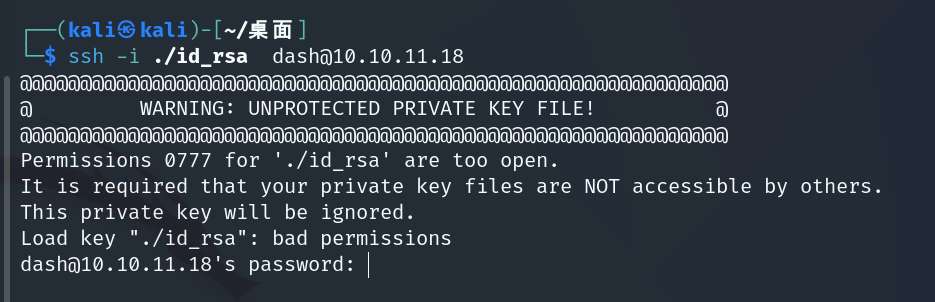 ┌──(kali㉿kali)-[~/桌面]
└─$ ssh -i ./id_rsa  dash@10.10.11.18
@@@@@@@@@@@@@@@@@@@@@@@@@@@@@@@@@@@@@@@@@@@@@@@@@@@@@@@@@@@
@         WARNING: UNPROTECTED PRIVATE KEY FILE!          @
@@@@@@@@@@@@@@@@@@@@@@@@@@@@@@@@@@@@@@@@@@@@@@@@@@@@@@@@@@@
Permissions 0777 for './id_rsa' are too open.
It is required that your private key files are NOT accessible by others.
This private key will be ignored.
Load key "./id_rsa": bad permissions
dash@10.10.11.18's password: